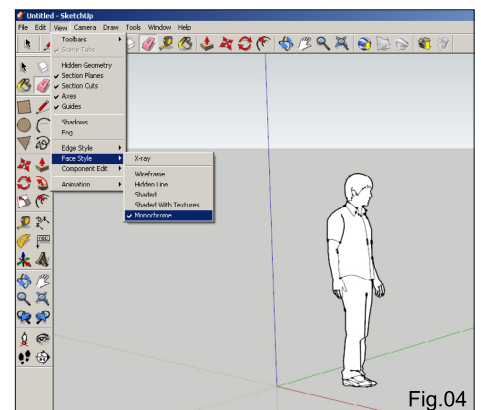 Untitled - SketchUp
File Edit View Camera Draw Tools Window Help
Toolbars
Scene Tabs
Hidden Geometry
Section Planes
Section Cuts
Axes
Guides
Shadows
Fog
Edge Style
Face Style
Component Edit
Animation
X-ray
Wireframe
Hidden Line
Shaded
Shaded With Textures
Monochrome
ABC
Fig.04